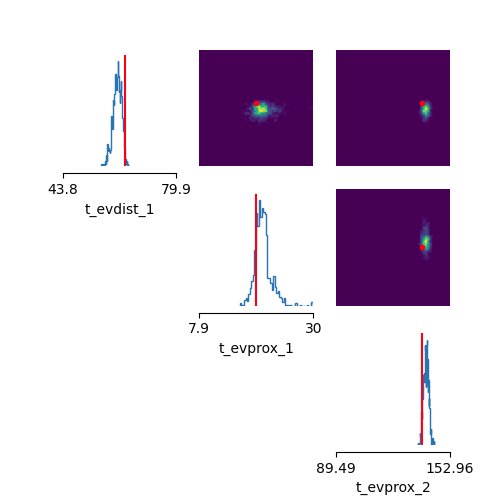 43.8 79.9
t_evdist_1
7.9 30
t_evprox_1
89.49 152.96
t_evprox_2